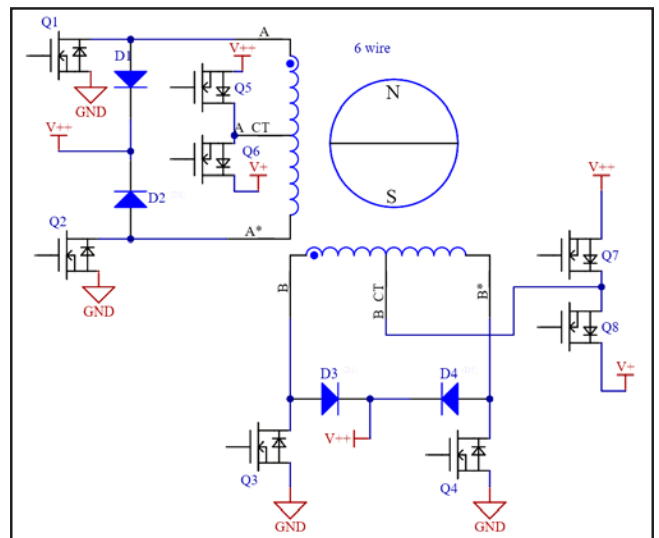 Q1
A
D1
V++
6 wire
Q5
GND
V++
A CT
Q6
V+
N
S
D2
Q2
A*
GND
V++
Q7
B
B CT
B*
Q8
V+
D3
D4
V++
Q3
Q4
GND
GND